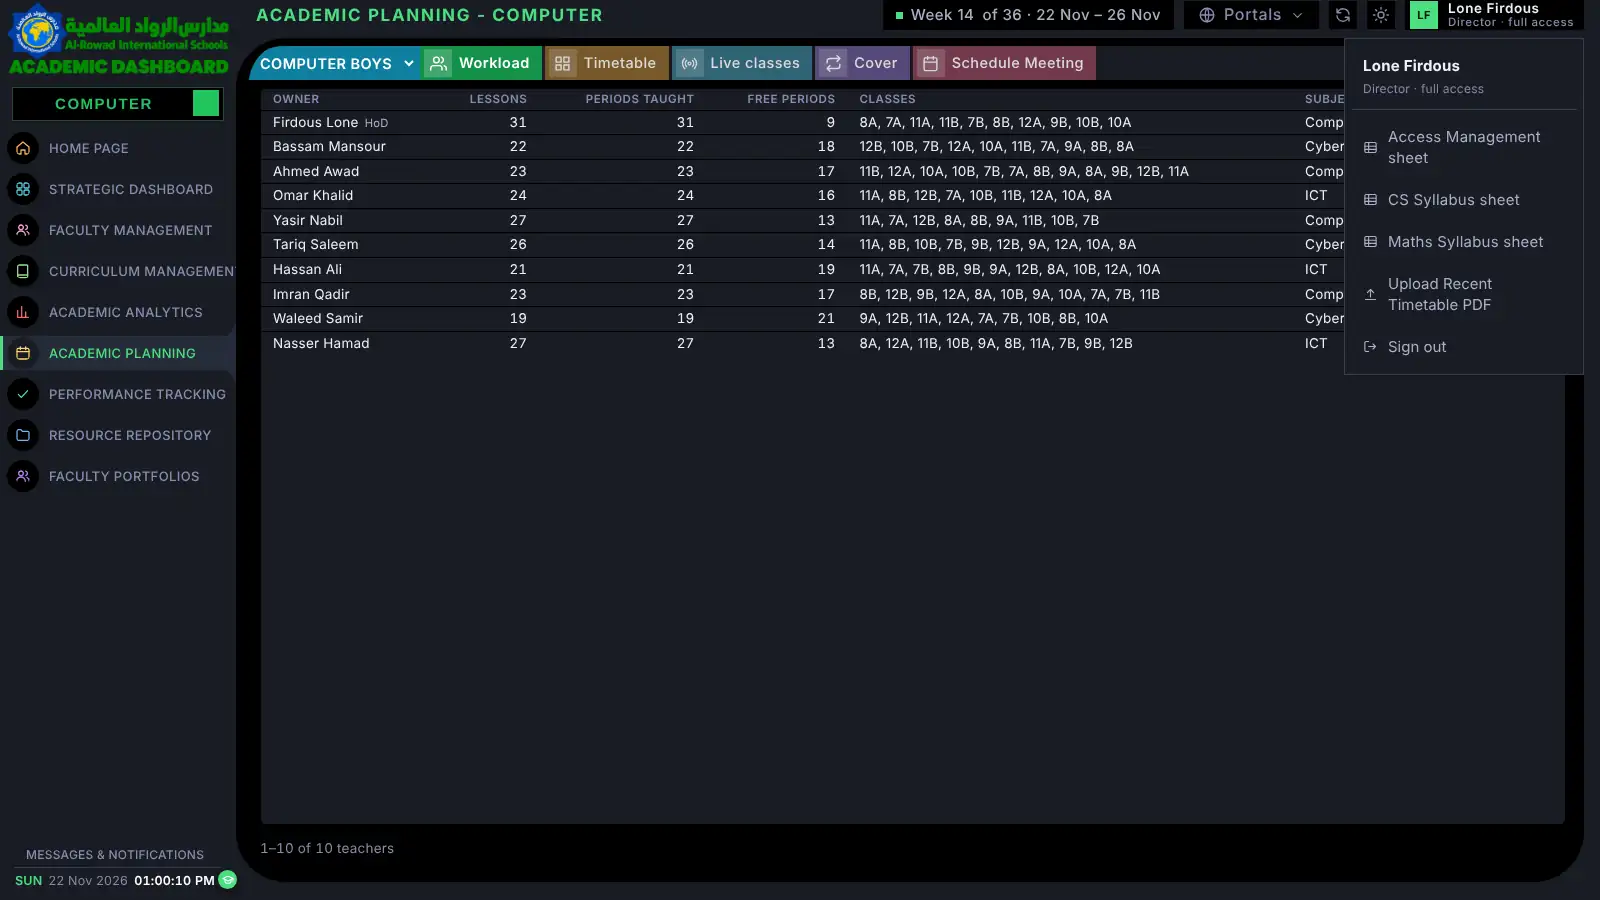 مدارس الرواد العالمية
Al-Rowad International Schools
ACADEMIC DASHBOARD
COMPUTER
HOME PAGE
STRATEGIC DASHBOARD
FACULTY MANAGEMENT
CURRICULUM MANAGEMEN
ACADEMIC ANALYTICS
ACADEMIC PLANNING
PERFORMANCE TRACKING
RESOURCE REPOSITORY
FACULTY PORTFOLIOS
MESSAGES & NOTIFICATIONS
SUN 22 Nov 2026 01:00:10 PM
ACADEMIC PLANNING - COMPUTER
Week 14 of 36 · 22 Nov – 26 Nov
Portals
LF
Lone Firdous
Director · full access
COMPUTER BOYS
Workload
Timetable
Live classes
Cover
Schedule Meeting
OWNER LESSONS PERIODS TAUGHT FREE PERIODS CLASSES SUBJE
Firdous Lone HoD 31 31 9 8A, 7A, 11A, 11B, 7B, 8B, 12A, 9B, 10B, 10A Comp
Bassam Mansour 22 22 18 12B, 10B, 7B, 12A, 10A, 11B, 7A, 9A, 8B, 8A Cyber
Ahmed Awad 23 23 17 11B, 12A, 10A, 10B, 7B, 7A, 8B, 9A, 8A, 9B, 12B, 11A Comp
Omar Khalid 24 24 16 11A, 8B, 12B, 7A, 10B, 11B, 12A, 10A, 8A ICT
Yasir Nabil 27 27 13 11A, 7A, 12B, 8A, 8B, 9A, 11B, 10B, 7B Comp
Tariq Saleem 26 26 14 11A, 8B, 10B, 7B, 9B, 12B, 9A, 12A, 10A, 8A Cyber
Hassan Ali 21 21 19 11A, 7A, 7B, 8B, 9B, 9A, 12B, 8A, 10B, 12A, 10A ICT
Imran Qadir 23 23 17 8B, 12B, 9B, 12A, 8A, 10B, 9A, 10A, 7A, 7B, 11B Comp
Waleed Samir 19 19 21 9A, 12B, 11A, 12A, 7A, 7B, 10B, 8B, 10A Cyber
Nasser Hamad 27 27 13 8A, 12A, 11B, 10B, 9A, 8B, 11A, 7B, 9B, 12B ICT
1–10 of 10 teachers
Lone Firdous
Director · full access
Access Management
sheet
CS Syllabus sheet
Maths Syllabus sheet
Upload Recent
Timetable PDF
Sign out